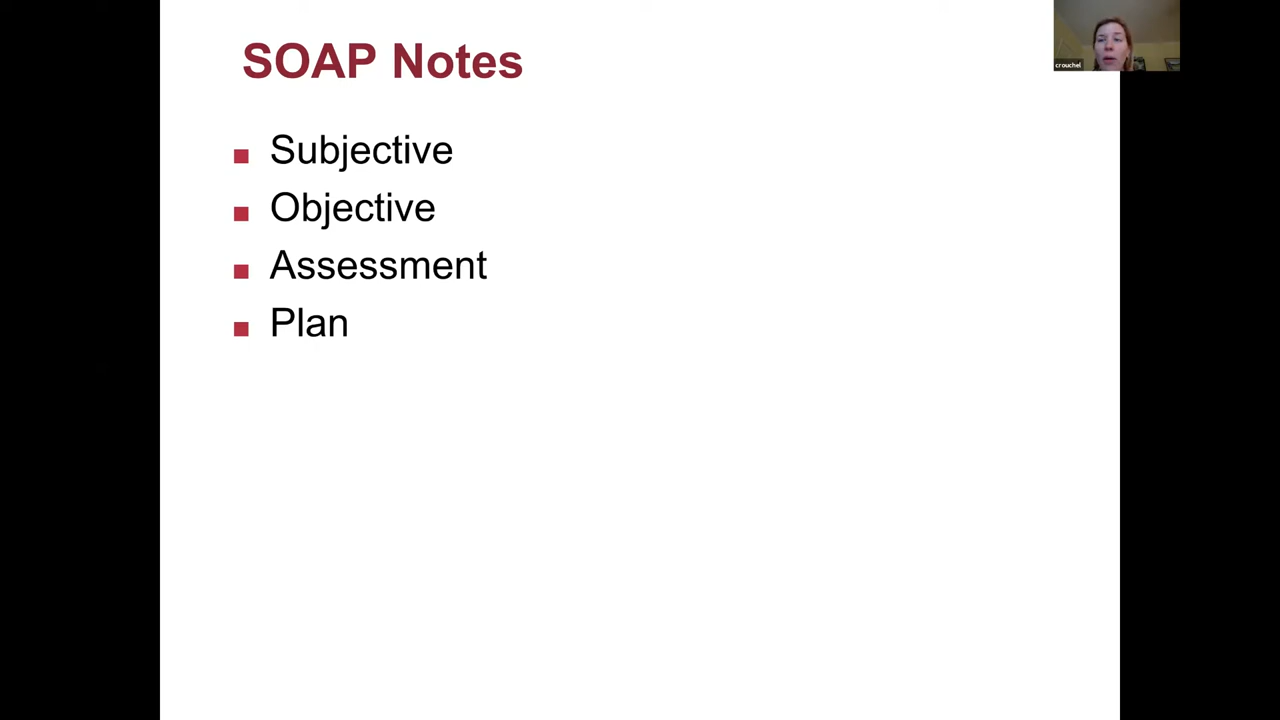 SOAP Notes
crouchel
Subjective
Objective
Assessment
Plan